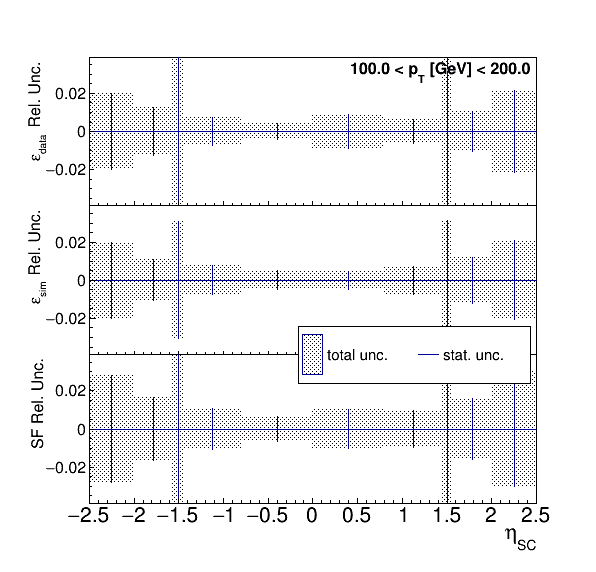 100.0 < p_T [GeV] < 200.0
ε_data Rel. Unc.
0.02
0
−0.02
ε_sim Rel. Unc.
0.02
0
−0.02
total unc. stat. unc.
SF Rel. Unc.
0.02
0
−0.02
−2.5 −2 −1.5 −1 −0.5 0 0.5 1 1.5 2 2.5
η_SC